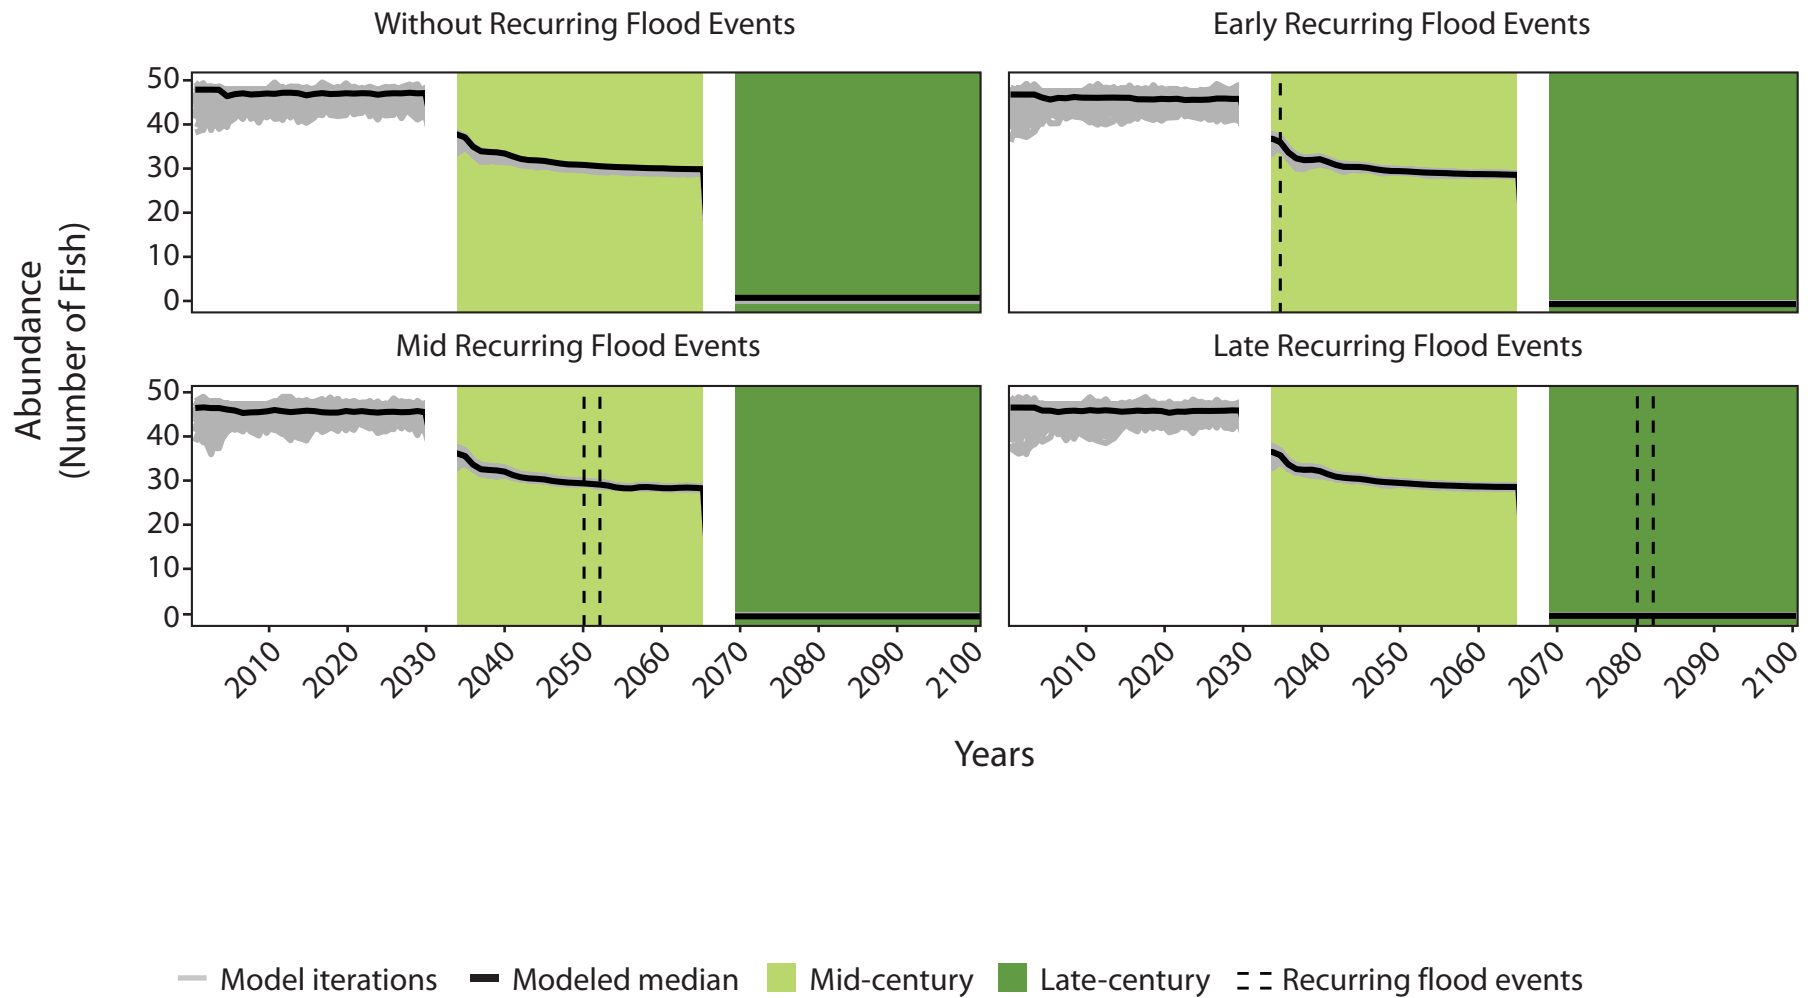 Without Recurring Flood Events
Early Recurring Flood Events
50
40
30
20
10
0
Mid Recurring Flood Events
Late Recurring Flood Events
50
40
30
20
10
0
Abundance
(Number of Fish)
2010 2020 2030 2040 2050 2060 2070 2080 2090 2100
2010 2020 2030 2040 2050 2060 2070 2080 2090 2100
Years
Model iterations Modeled median Mid-century Late-century Recurring flood events